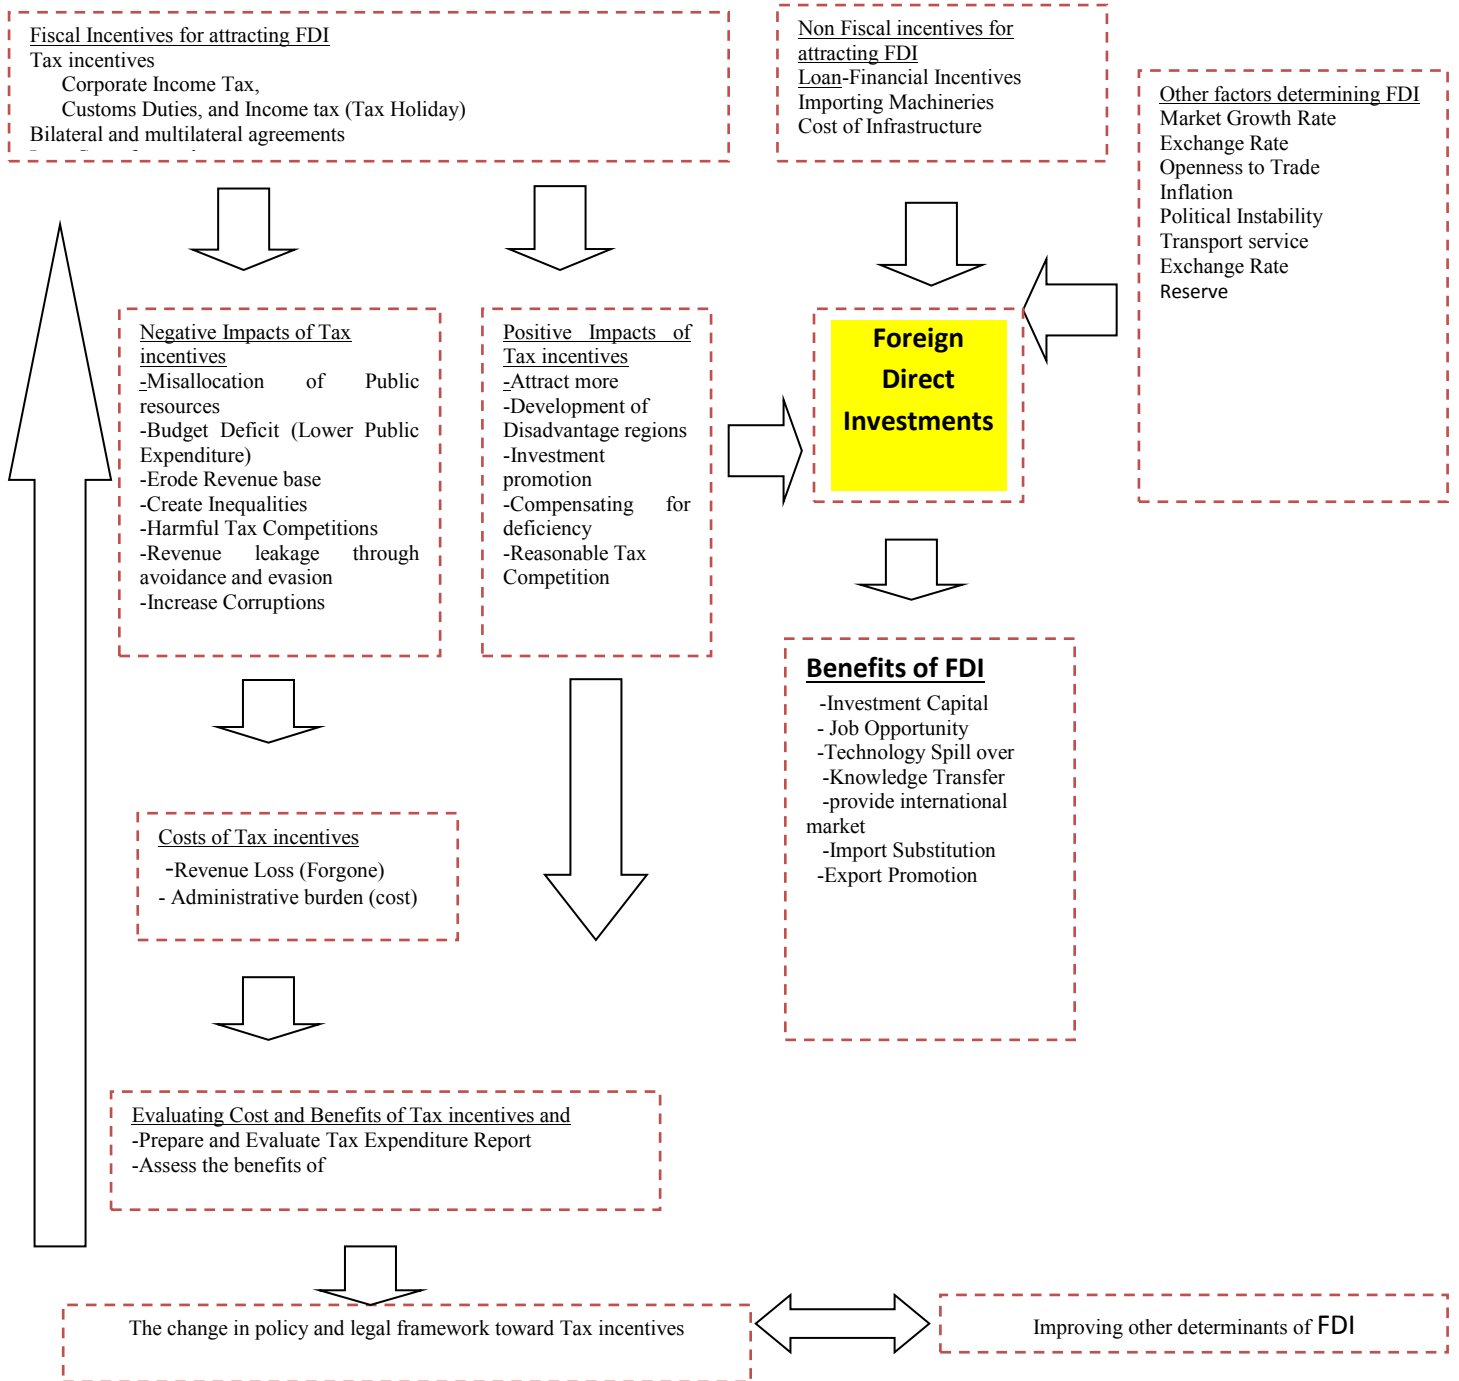 Fiscal Incentives for attracting FDI
Tax incentives
Corporate Income Tax,
Customs Duties, and Income tax (Tax Holiday)
Bilateral and multilateral agreements
Non Fiscal incentives for
attracting FDI
Loan-Financial Incentives
Importing Machineries
Cost of Infrastructure
Other factors determining FDI
Market Growth Rate
Exchange Rate
Openness to Trade
Inflation
Political Instability
Transport service
Exchange Rate
Reserve
Negative Impacts of Tax
incentives
-Misallocation of Public
resources
-Budget Deficit (Lower Public
Expenditure)
-Erode Revenue base
-Create Inequalities
-Harmful Tax Competitions
-Revenue leakage through
avoidance and evasion
-Increase Corruptions
Positive Impacts of
Tax incentives
-Attract more
-Development of
Disadvantage regions
-Investment
promotion
-Compensating for
deficiency
-Reasonable Tax
Competition
Foreign
Direct
Investments
Benefits of FDI
-Investment Capital
- Job Opportunity
-Technology Spill over
-Knowledge Transfer
-provide international
market
-Import Substitution
-Export Promotion
Costs of Tax incentives
-Revenue Loss (Forgone)
- Administrative burden (cost)
Evaluating Cost and Benefits of Tax incentives and
-Prepare and Evaluate Tax Expenditure Report
-Assess the benefits of
The change in policy and legal framework toward Tax incentives
Improving other determinants of FDI